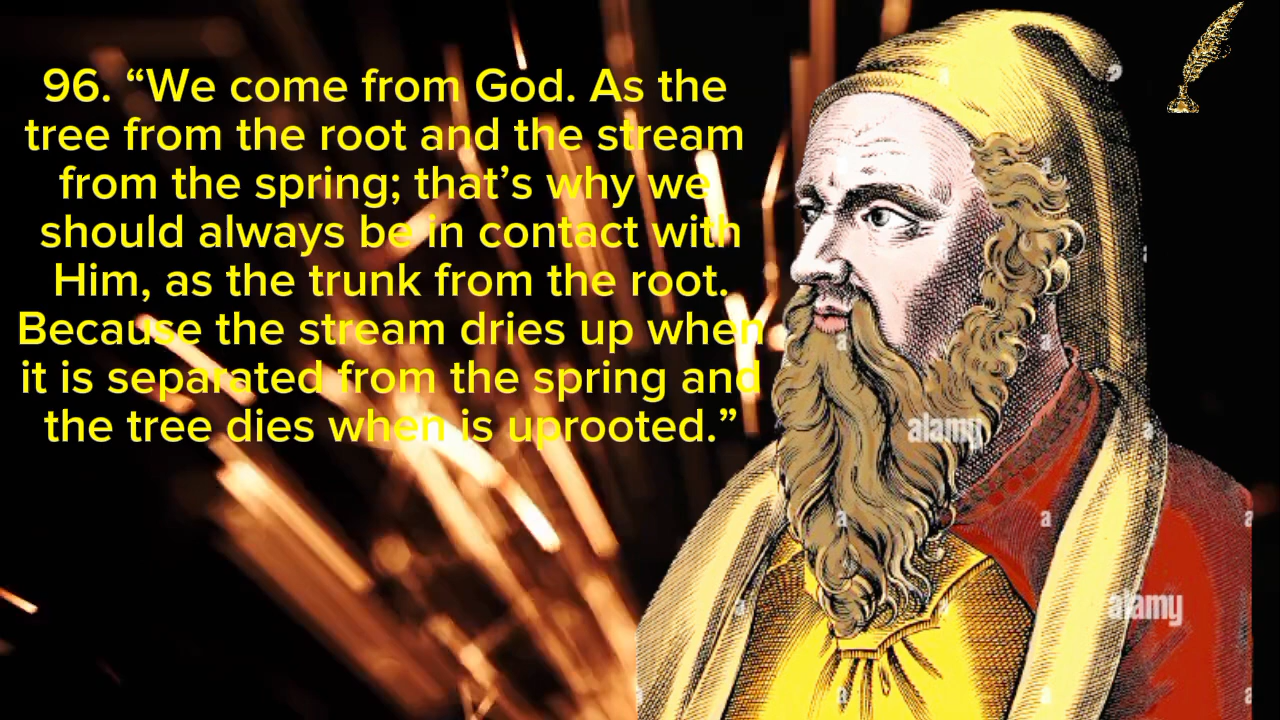 96. “We come from God. As the
tree from the root and the stream
from the spring; that’s why we
should always be in contact with
Him, as the trunk from the root.
Because the stream dries up when
it is separated from the spring and
the tree dies when is uprooted.”
alamy
alamy
a
a
a
a
a
a
a
a
a
a
a